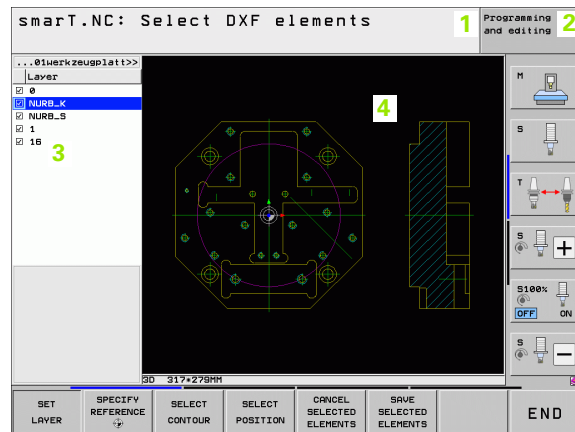 smarT.NC: Select DXF elements
1
Programming
and editing
2
...01werkzeugplatt>>
Layer
0
NURB_K
NURB_S
1
16
3
4
M
S
T
S
S100%
OFF ON
S
3D 317*279MM
SET
LAYER
SPECIFY
REFERENCE
SELECT
CONTOUR
SELECT
POSITION
CANCEL
SELECTED
ELEMENTS
SAVE
SELECTED
ELEMENTS
END